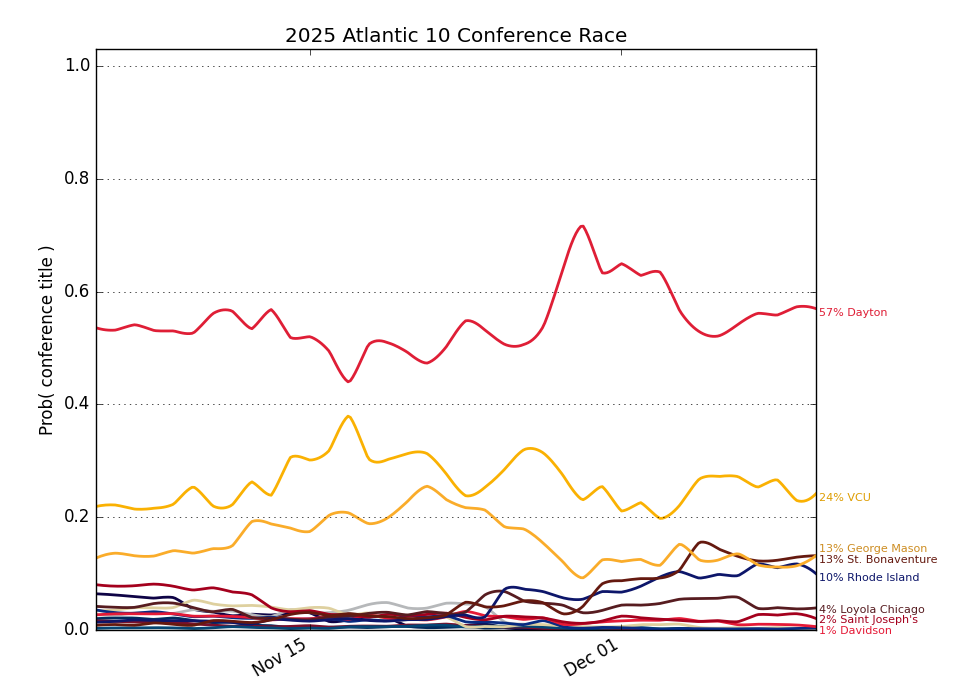 2025 Atlantic 10 Conference Race
Prob( conference title )
1.0
0.8
0.6
0.4
0.2
0.0
Nov 15
Dec 01
57% Dayton
24% VCU
13% George Mason
13% St. Bonaventure
10% Rhode Island
4% Loyola Chicago
2% Saint Joseph's
1% Davidson